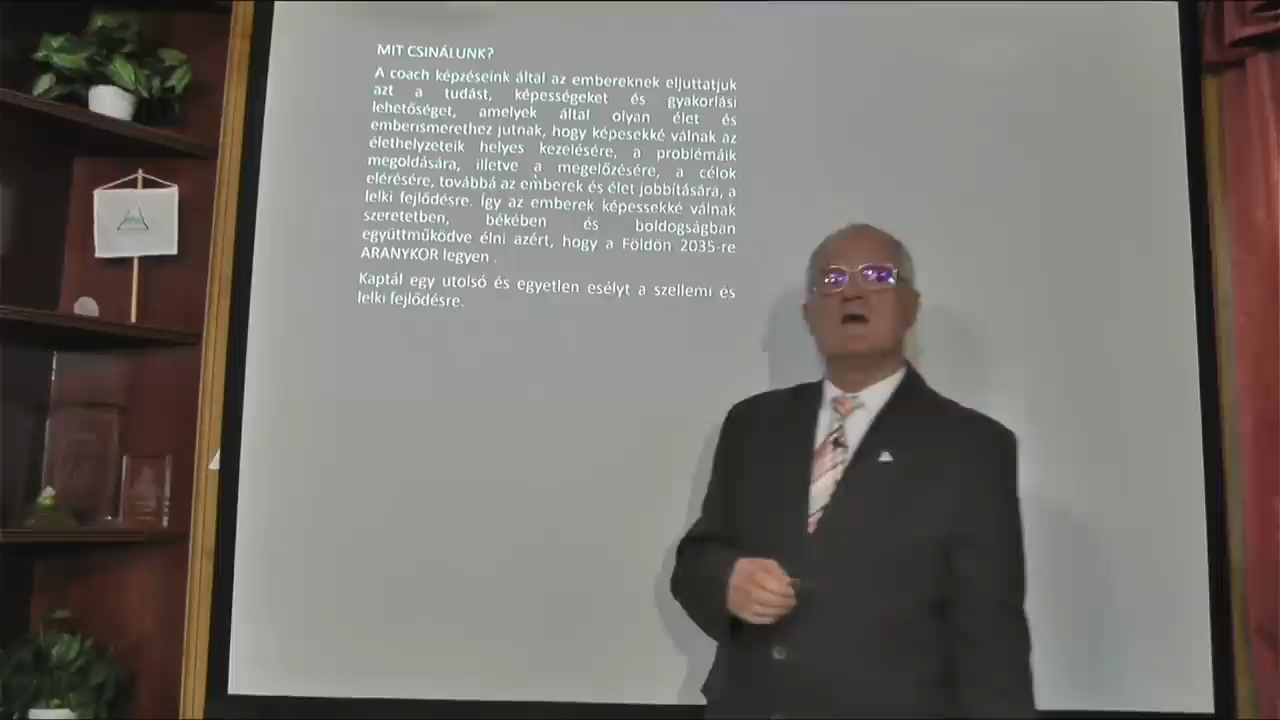 MIT CSINÁLUNK?
A coach képzéseink által az embereknek eljuttatjuk
azt a tudást, képességeket és gyakorlási
lehetőséget, amelyek által olyan élet és
emberismerethez jutnak, hogy képesekké válnak az
élethelyzeteik helyes kezelésére, a problémáik
megoldására, illetve a megelőzésére, a célok
elérésére, továbbá az emberek és élet jobbítására, a
lelki fejlődésre. Így az emberek képessekké válnak
szeretetben, békében és boldogságban
együttműködve élni azért, hogy a Földön 2035-re
ARANYKOR legyen .
Kaptál egy utolsó és egyetlen esélyt a szellemi és
lelki fejlődésre.